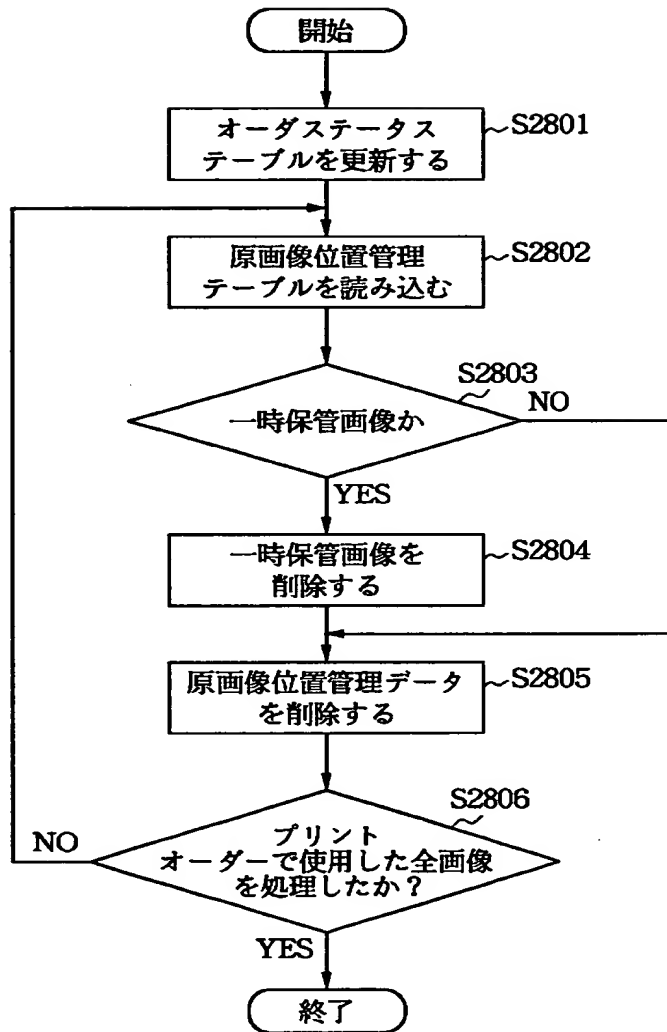 開始
オーダステータス
テーブルを更新する
S2801
原画像位置管理
テーブルを読み込む
S2802
S2803
一時保管画像か
NO
YES
一時保管画像を
削除する
S2804
原画像位置管理データ
を削除する
S2805
S2806
プリント
オーダーで使用した全画像
を処理したか？
NO
YES
終了